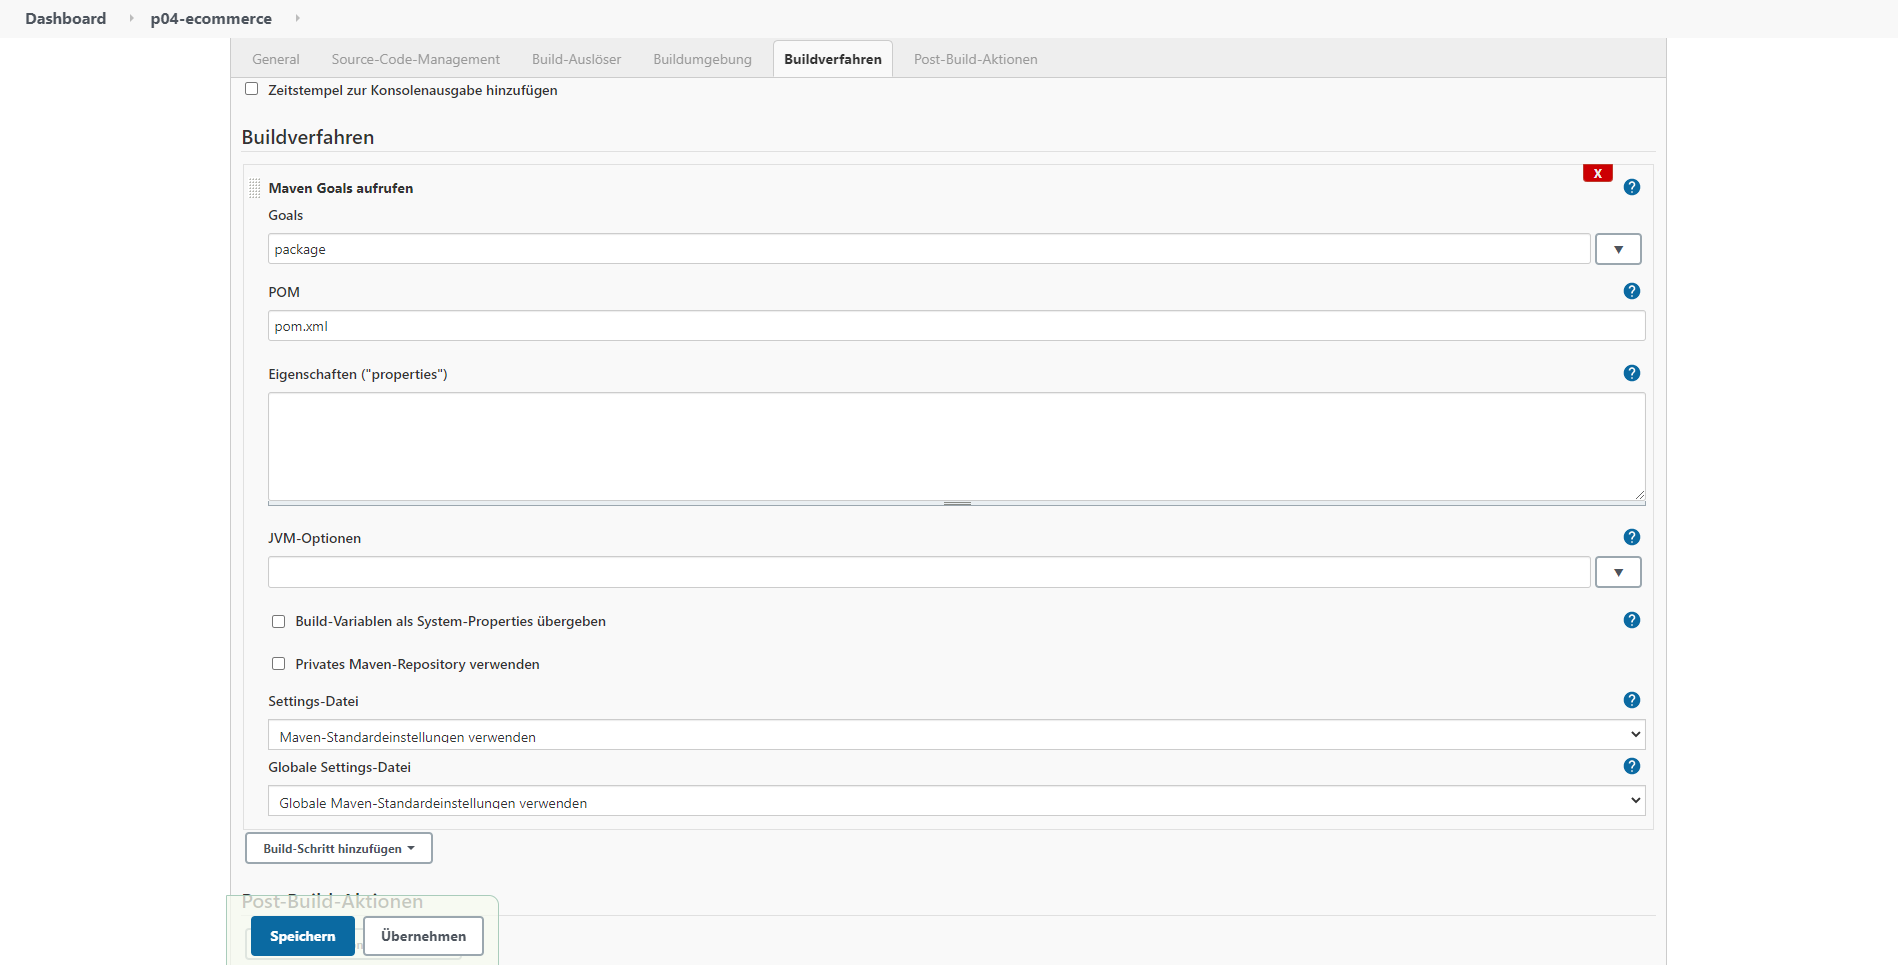 Dashboard p04-ecommerce
General Source-Code-Management Build-Auslöser Buildumgebung Buildverfahren Post-Build-Aktionen
Zeitstempel zur Konsolenausgabe hinzufügen
Buildverfahren
X
Maven Goals aufrufen ?
Goals
package
POM ?
pom.xml
Eigenschaften ("properties") ?
JVM-Optionen ?
Build-Variablen als System-Properties übergeben ?
Privates Maven-Repository verwenden
Settings-Datei ?
Maven-Standardeinstellungen verwenden
Globale Settings-Datei ?
Globale Maven-Standardeinstellungen verwenden
Build-Schritt hinzufügen
Post-Build-Aktionen
Speichern Übernehmen